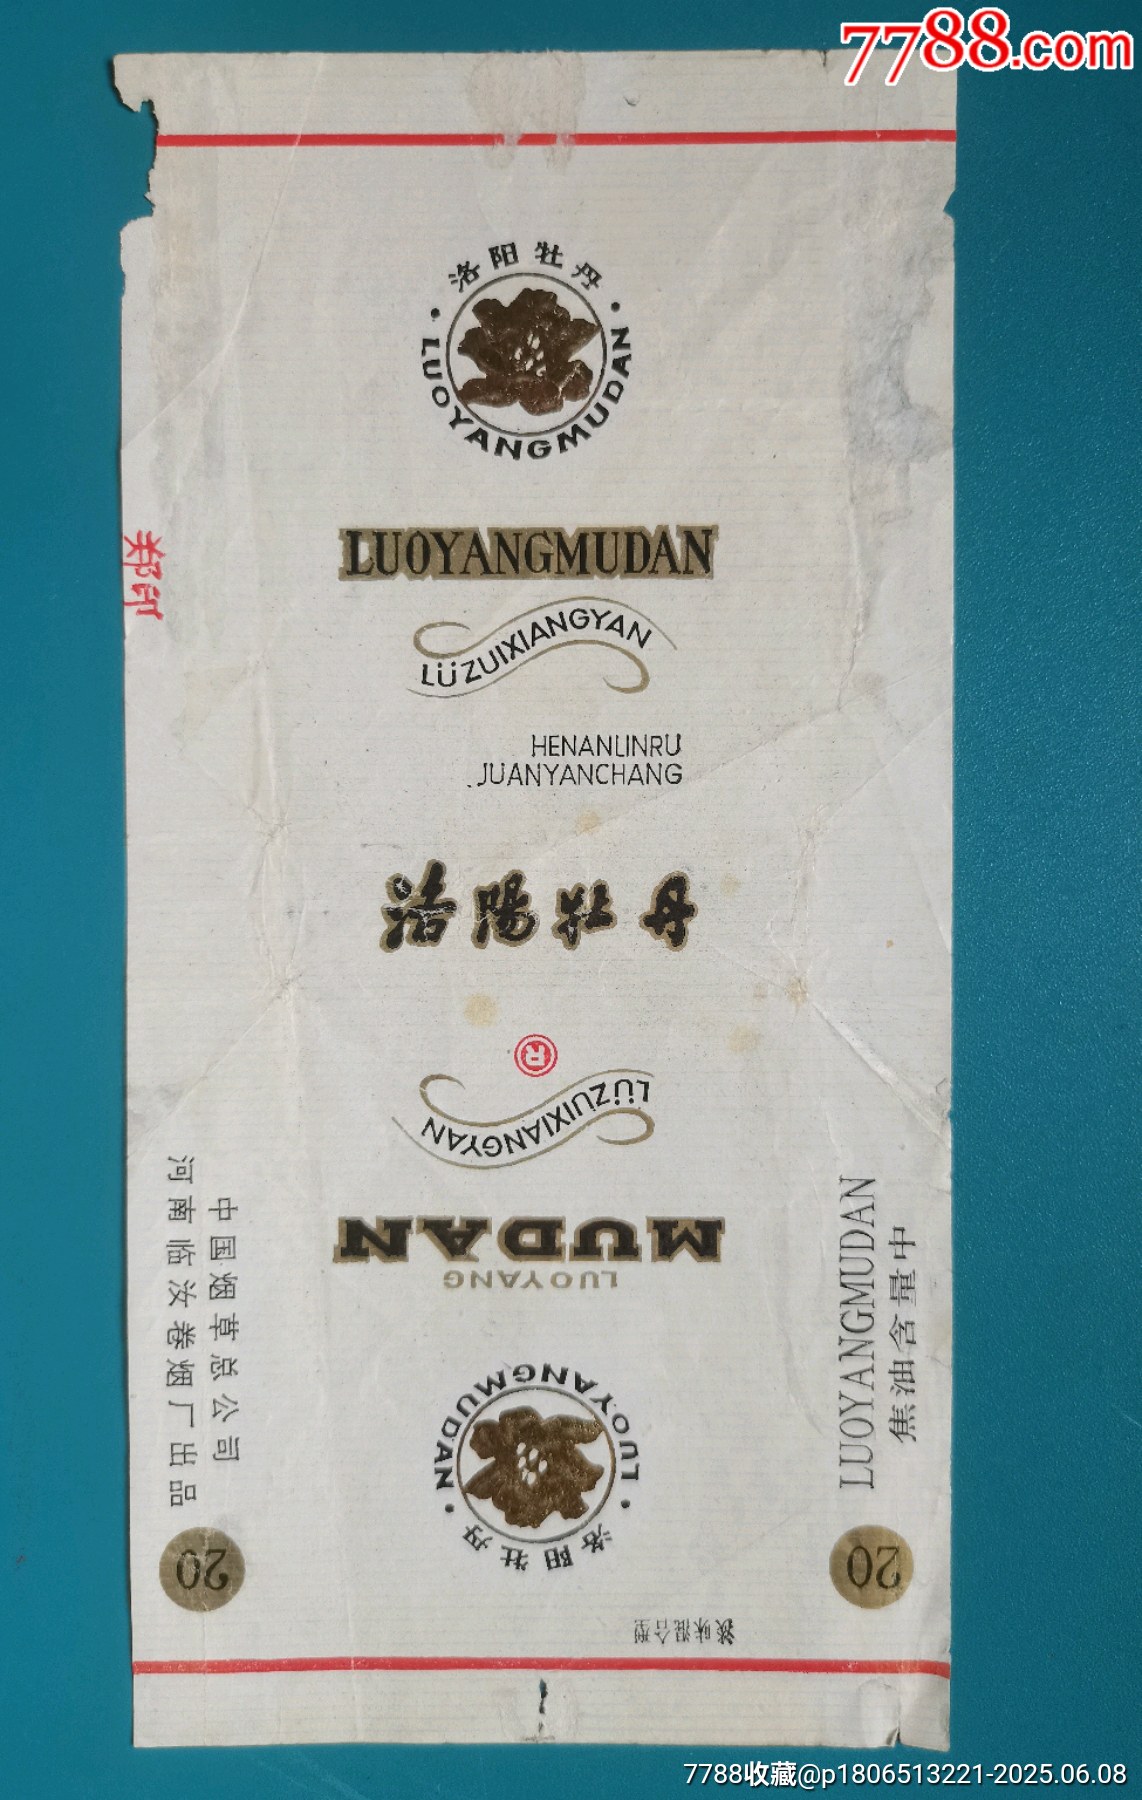 7788.com
洛阳牡丹
LUOYANGMUDAN
LUOYANGMUDAN
LÜZUIXIANGYAN
郑印
HENANLINRU
JUANYANCHANG
洛陽牡丹
R
LÜZUIXIANGYAN
MUDAN
LUOYANG
LUOYANGMUDAN
洛阳牡丹
中国烟草总公司
河南临汝卷烟厂出品
20
LUOYANGMUDAN
焦油含量中
20
淡味混合型
7788收藏@p1806513221-2025.06.08